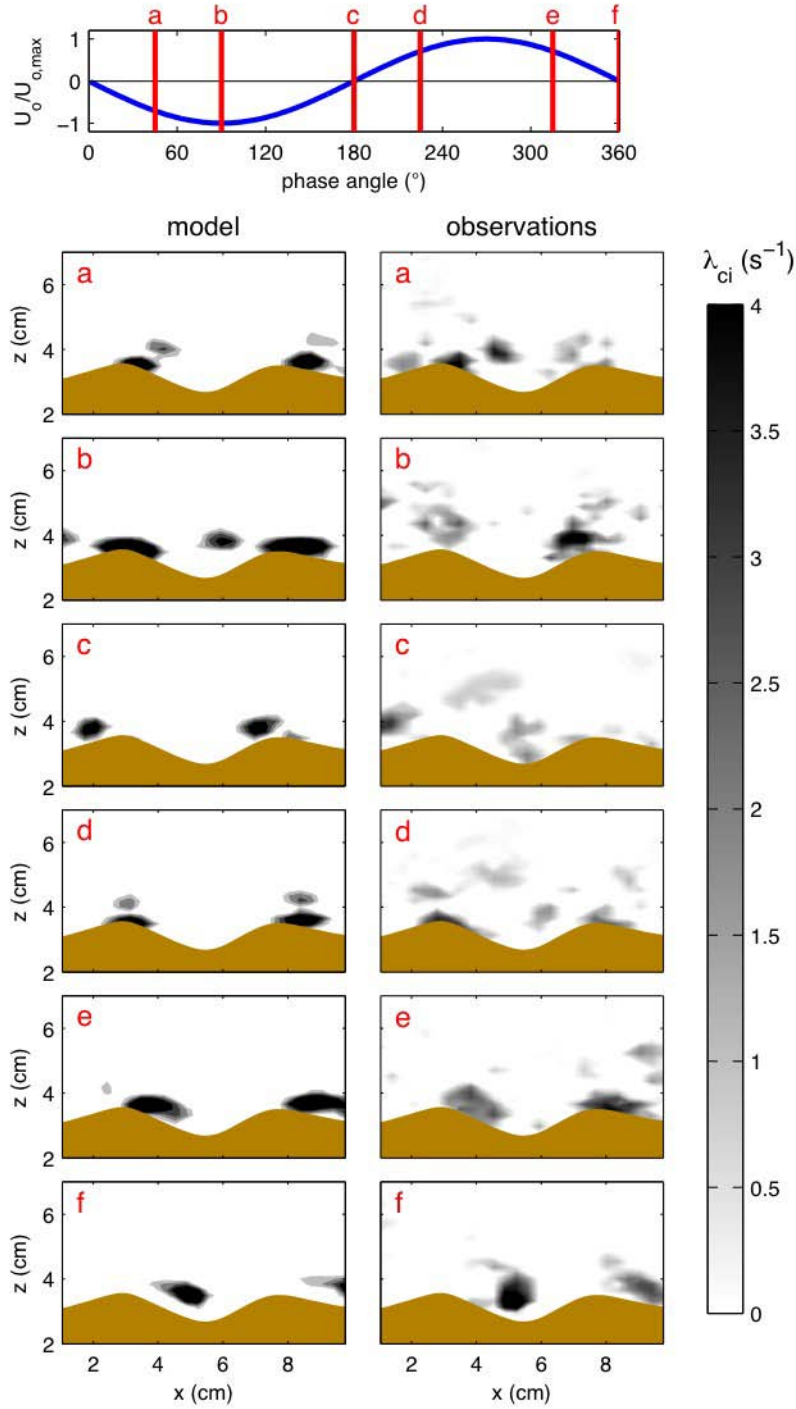 a b c d e f
U_o/U_o,max
1
0
−1
0 60 120 180 240 300 360
phase angle (°)
model observations
λ_ci (s⁻¹)
a a
z (cm)
6
4
2
b b
z (cm)
6
4
2
c c
z (cm)
6
4
2
d d
z (cm)
6
4
2
e e
z (cm)
6
4
2
f f
z (cm)
6
4
2
2 4 6 8 2 4 6 8
x (cm) x (cm)
4
3.5
3
2.5
2
1.5
1
0.5
0